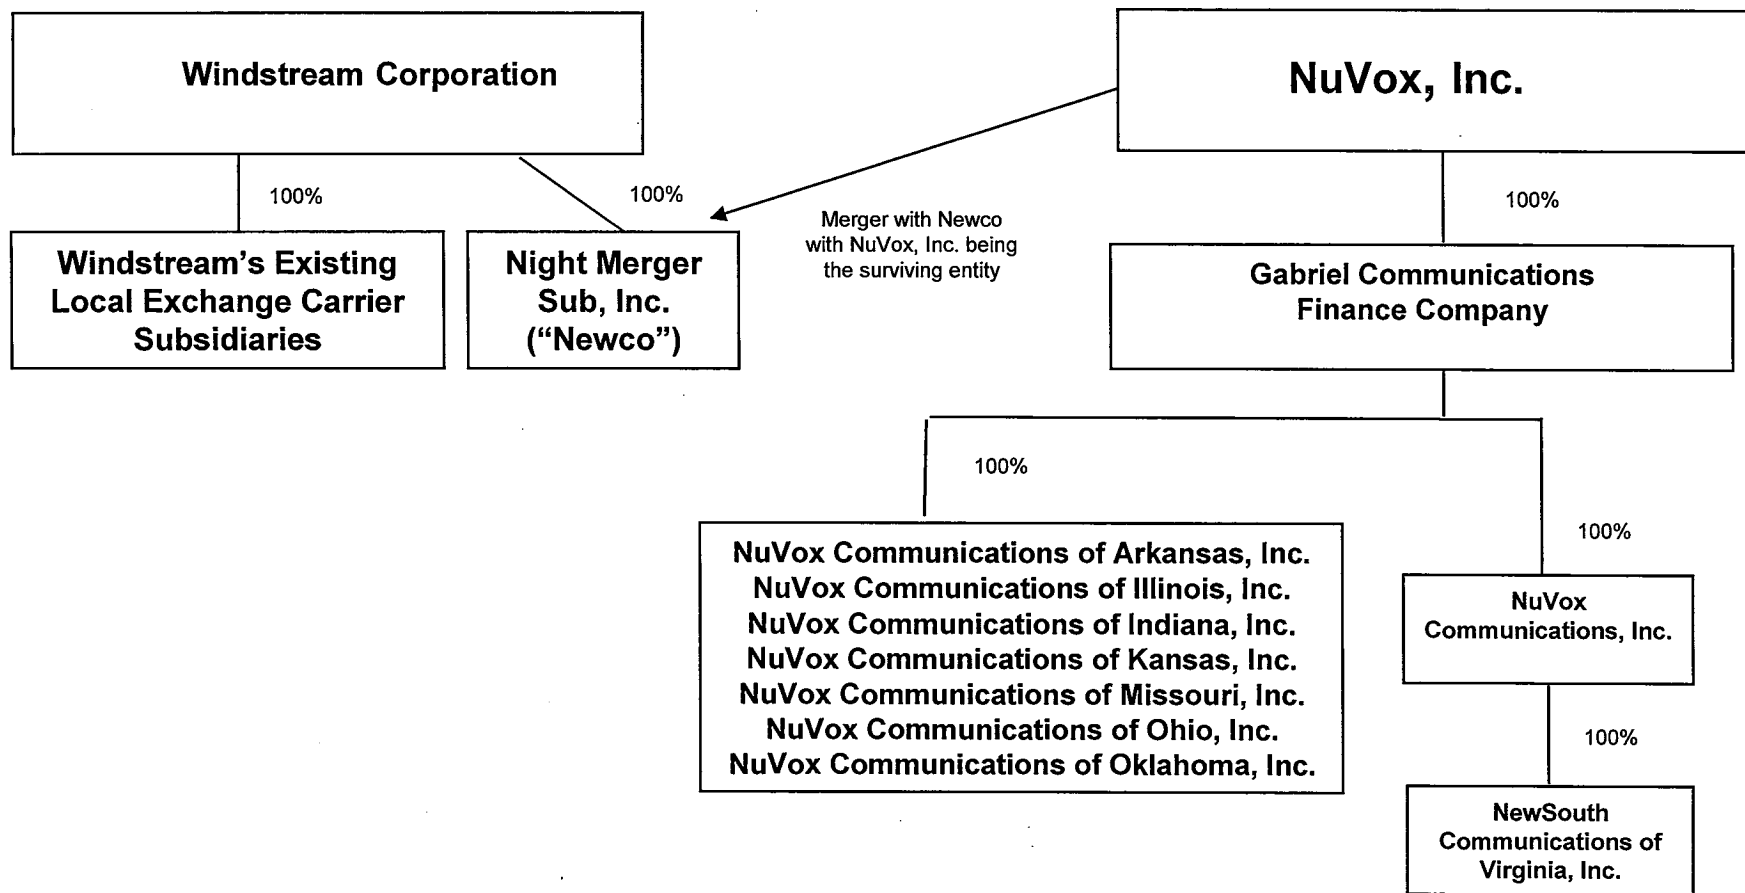 Windstream Corporation
NuVox, Inc.
100%
100%
100%
Merger with Newco
with NuVox, Inc. being
the surviving entity
Windstream's Existing
Local Exchange Carrier
Subsidiaries
Night Merger
Sub, Inc.
(“Newco”)
Gabriel Communications
Finance Company
100%
100%
NuVox Communications of Arkansas, Inc.
NuVox Communications of Illinois, Inc.
NuVox Communications of Indiana, Inc.
NuVox Communications of Kansas, Inc.
NuVox Communications of Missouri, Inc.
NuVox Communications of Ohio, Inc.
NuVox Communications of Oklahoma, Inc.
NuVox
Communications, Inc.
100%
NewSouth
Communications of
Virginia, Inc.